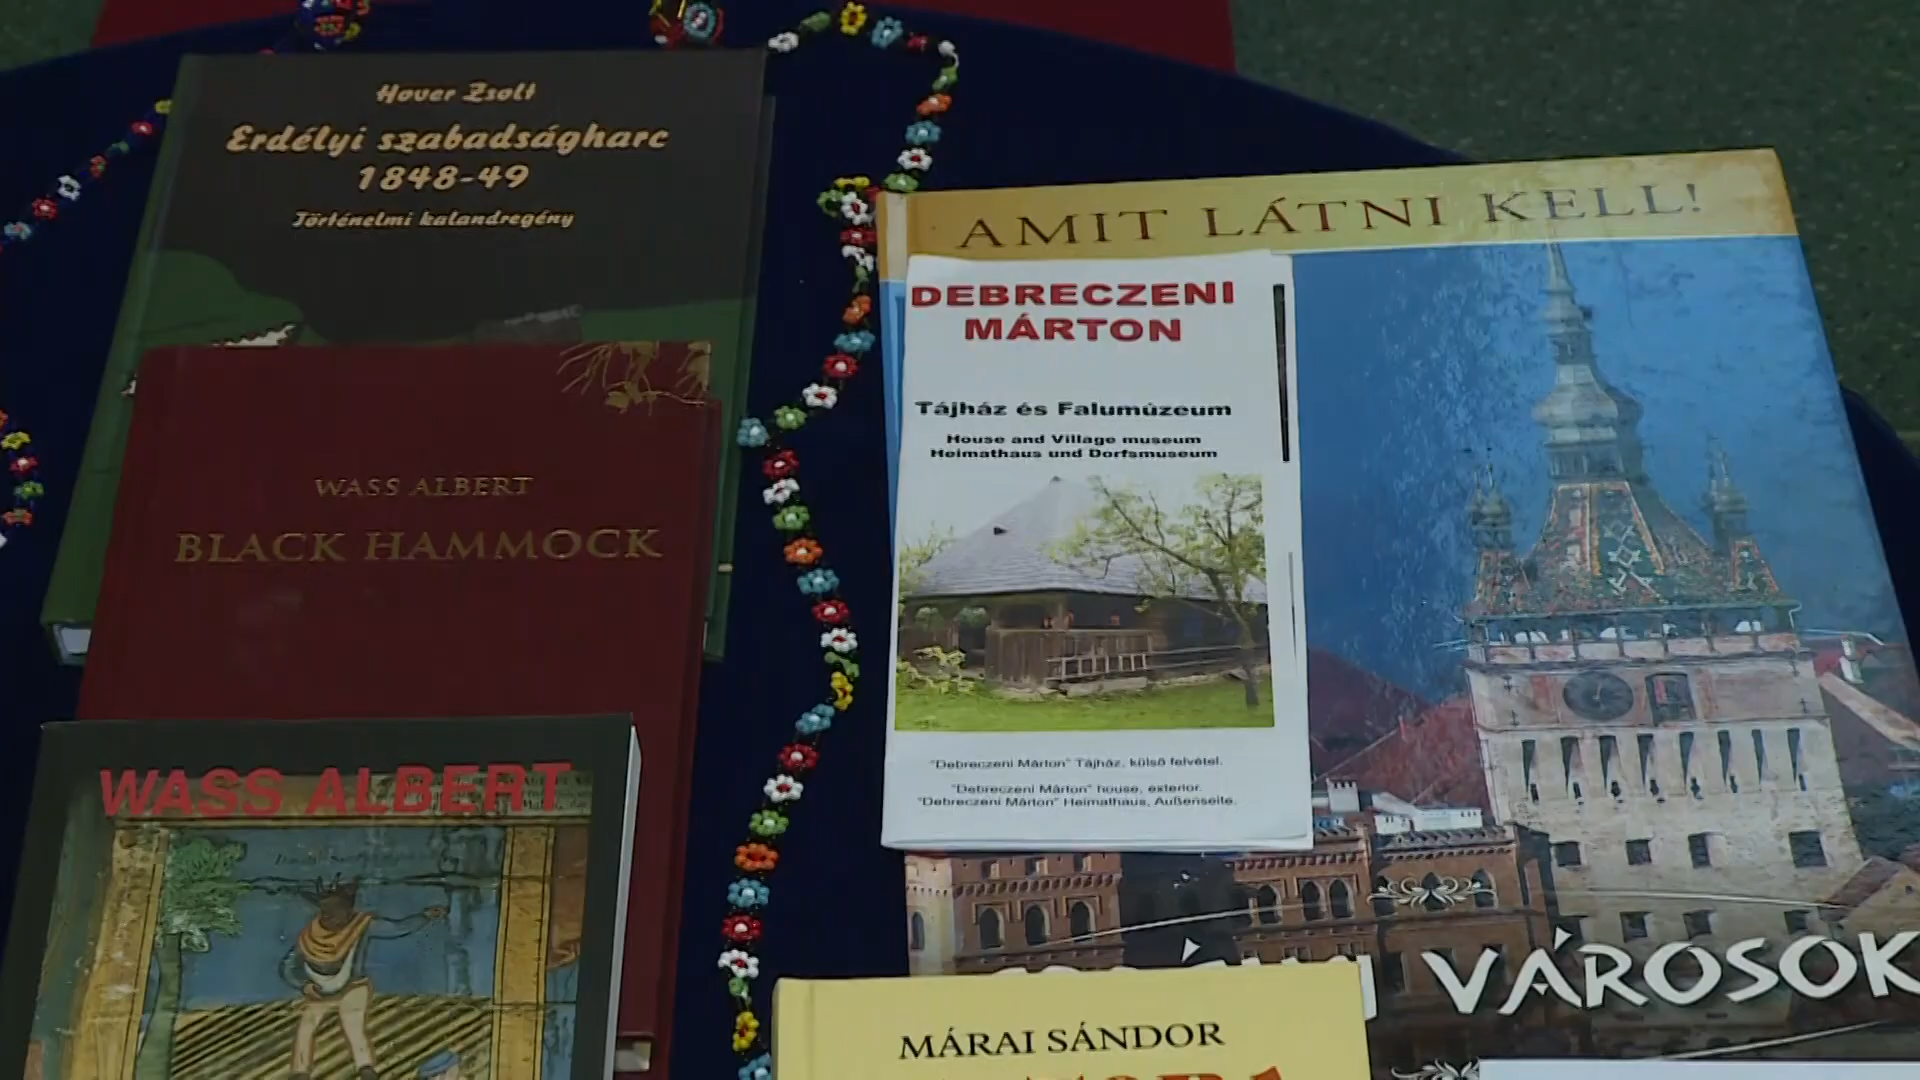 Hover Zsolt
Erdélyi szabadságharc
1848-49
Történelmi kalandregény
WASS ALBERT
BLACK HAMMOCK
WASS ALBERT
AMIT LÁTNI KELL!
DEBRECZENI
MÁRTON
Tájház és Falumúzeum
House and Village museum
Heimathaus und Dorfsmuseum
"Debreczeni Márton" Tájház, külső felvétel.
"Debreczeni Márton" house, exterior.
"Debreczeni Márton" Heimathaus, Außenseite.
VÁROSOK
MÁRAI SÁNDOR